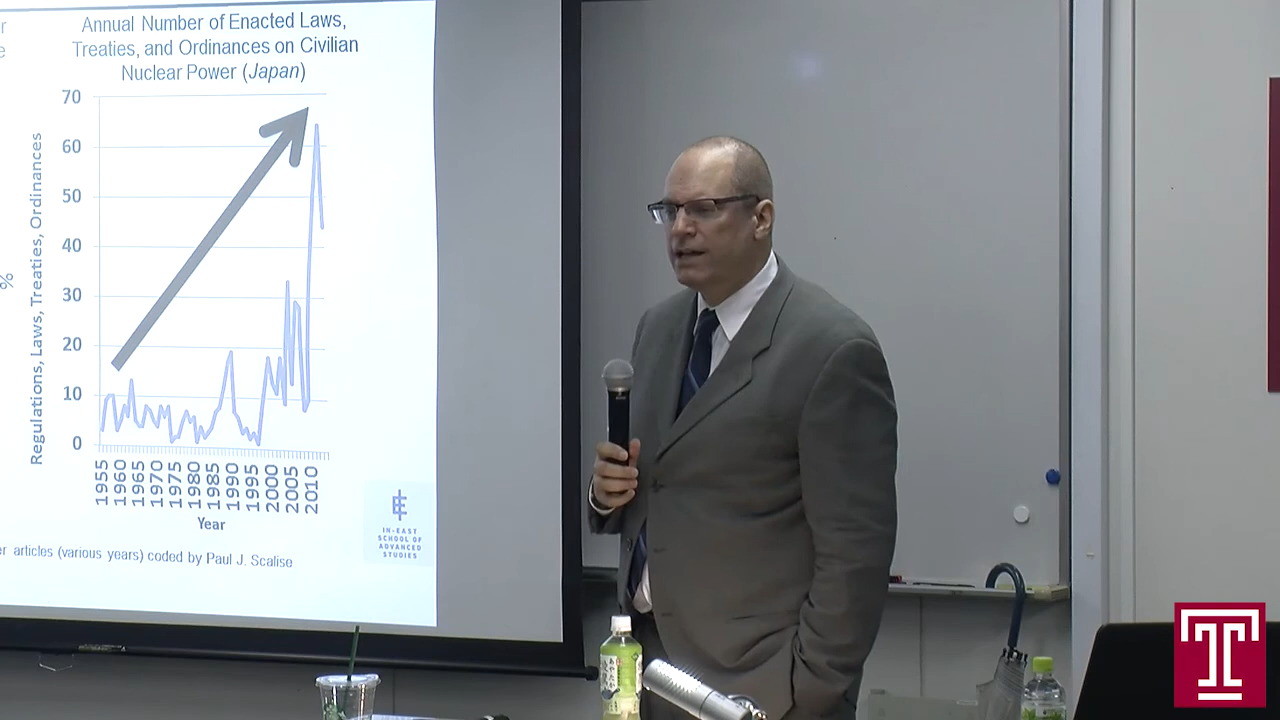 r
e
Annual Number of Enacted Laws,
Treaties, and Ordinances on Civilian
Nuclear Power (Japan)
Regulations, Laws, Treaties, Ordinances
70
60
50
40
30
20
10
0
1955
1960
1965
1970
1975
1980
1985
1990
1995
2000
2005
2010
Year
%
IN-EAST
SCHOOL OF
ADVANCED
STUDIES
er articles (various years) coded by Paul J. Scalise
T